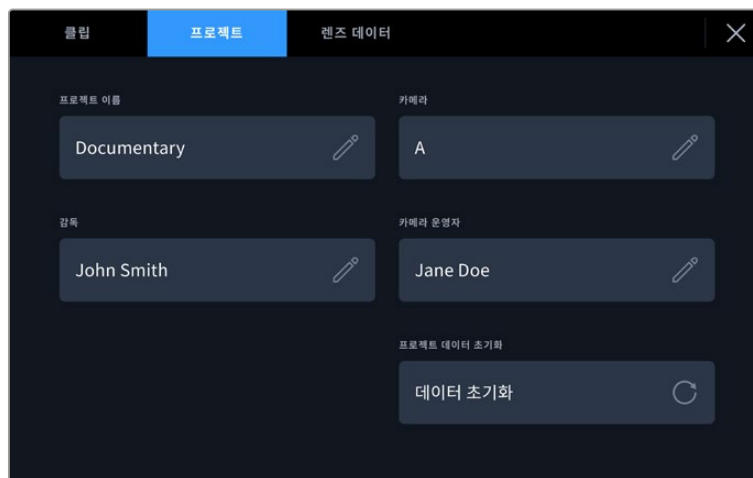 클립 프로젝트 렌즈 데이터
프로젝트 이름 카메라
Documentary A
감독 카메라 운영자
John Smith Jane Doe
프로젝트 데이터 초기화
데이터 초기화